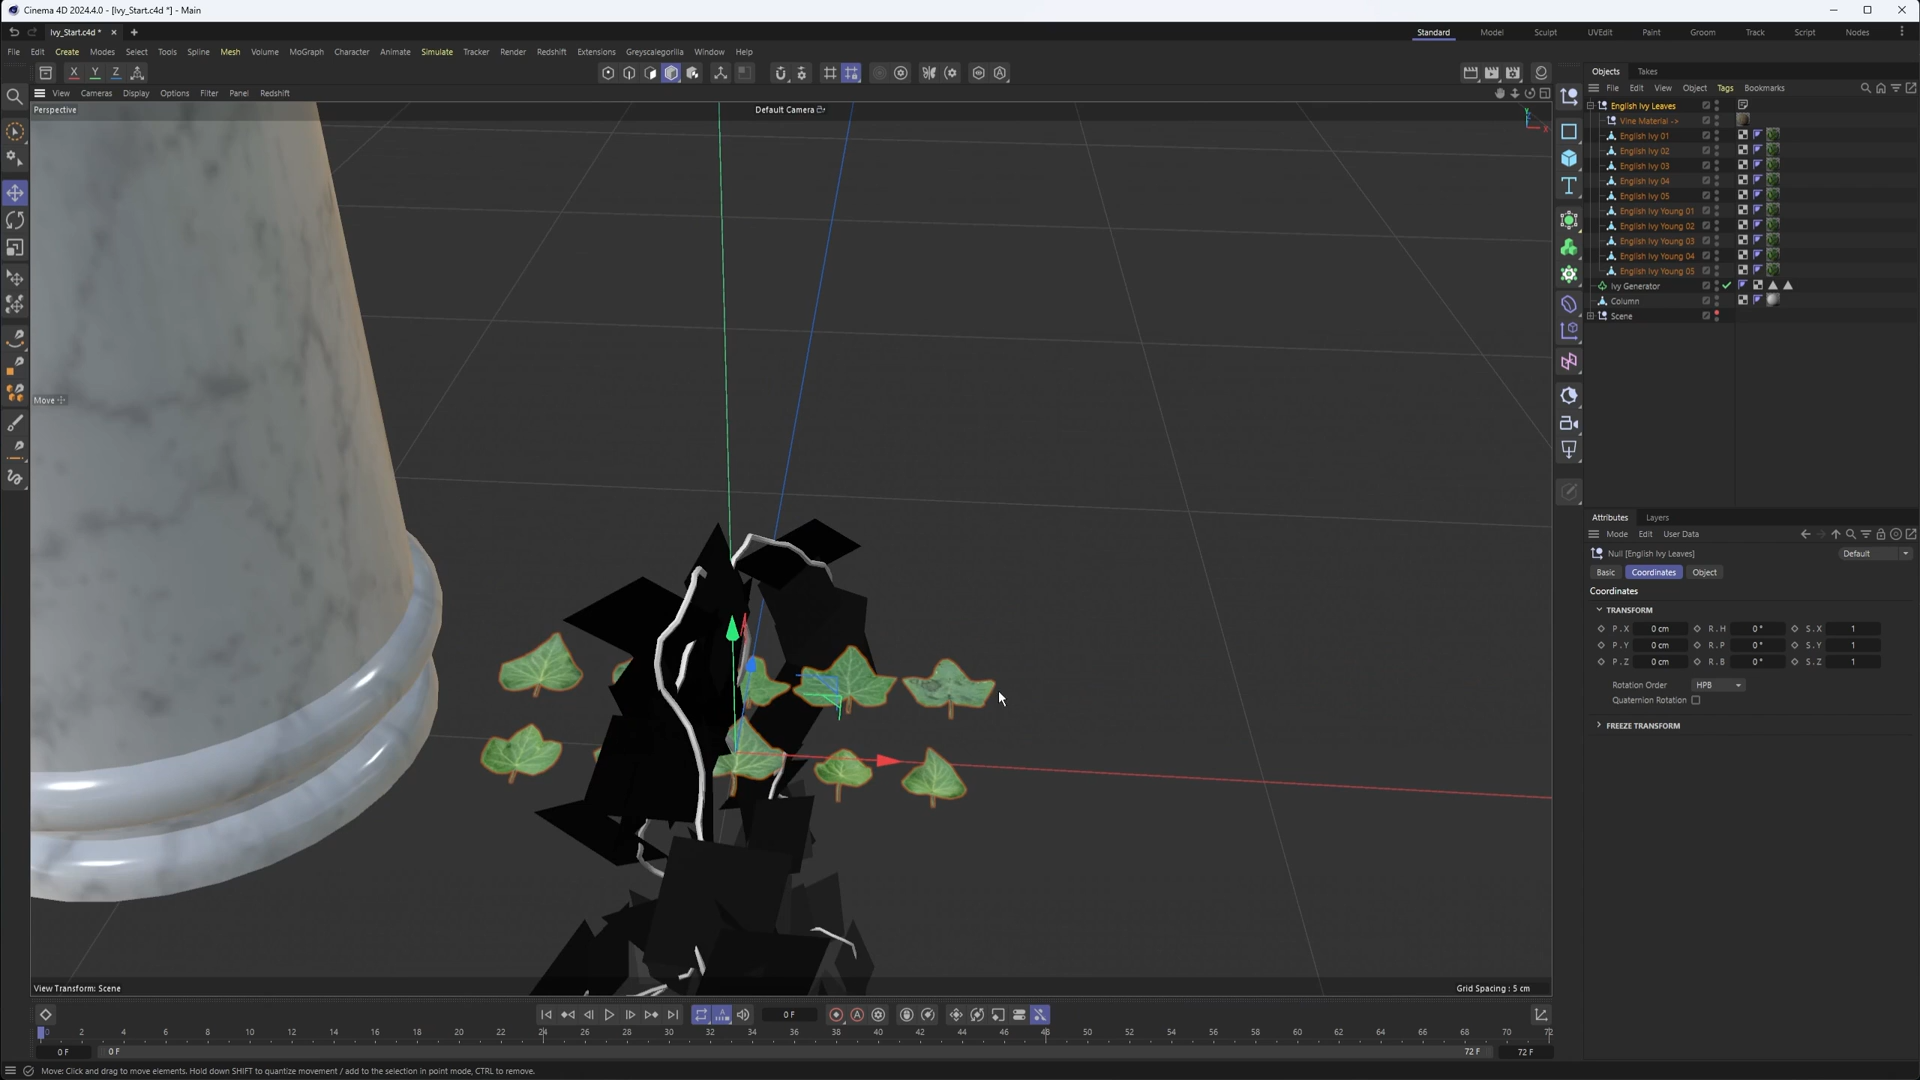 Cinema 4D 2024.4.0 - [Ivy_Start.c4d *] - Main
Ivy_Start.c4d *
Standard Model Sculpt UVEdit Paint Groom Track Script Nodes
File Edit Create Modes Select Tools Spline Mesh Volume MoGraph Character Animate Simulate Tracker Render Redshift Extensions Greyscalegorilla Window Help
X Y Z
View Cameras Display Options Filter Panel Redshift
Perspective
Default Camera
Move
View Transform: Scene
Grid Spacing : 5 cm
Objects Takes
File Edit View Object Tags Bookmarks
English Ivy Leaves
Vine Material ->
English Ivy 01
English Ivy 02
English Ivy 03
English Ivy 04
English Ivy 05
English Ivy Young 01
English Ivy Young 02
English Ivy Young 03
English Ivy Young 04
English Ivy Young 05
Ivy Generator
Column
Scene
Attributes Layers
Mode Edit User Data
Null [English Ivy Leaves]
Default
Basic Coordinates Object
Coordinates
TRANSFORM
P . X 0 cm R . H 0 ° S . X 1
P . Y 0 cm R . P 0 ° S . Y 1
P . Z 0 cm R . B 0 ° S . Z 1
Rotation Order HPB
Quaternion Rotation
FREEZE TRANSFORM
0 F
0 2 4 6 8 10 12 14 16 18 20 22 24 26 28 30 32 34 36 38 40 42 44 46 48 50 52 54 56 58 60 62 64 66 68 70 72
0 F 0 F 72 F 72 F
Move: Click and drag to move elements. Hold down SHIFT to quantize movement / add to the selection in point mode, CTRL to remove.